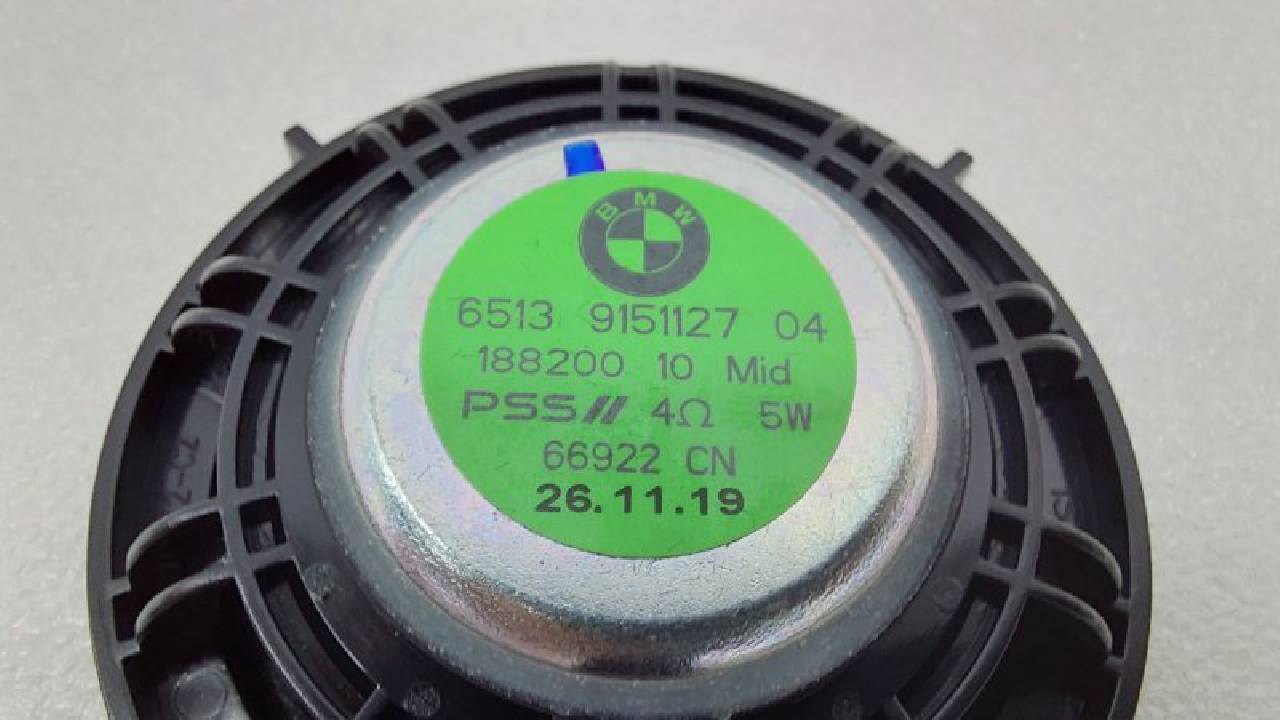 BMW
6513 9151127 04
188200 10 Mid
PSS// 4Ω 5W
66922 CN
26.11.19